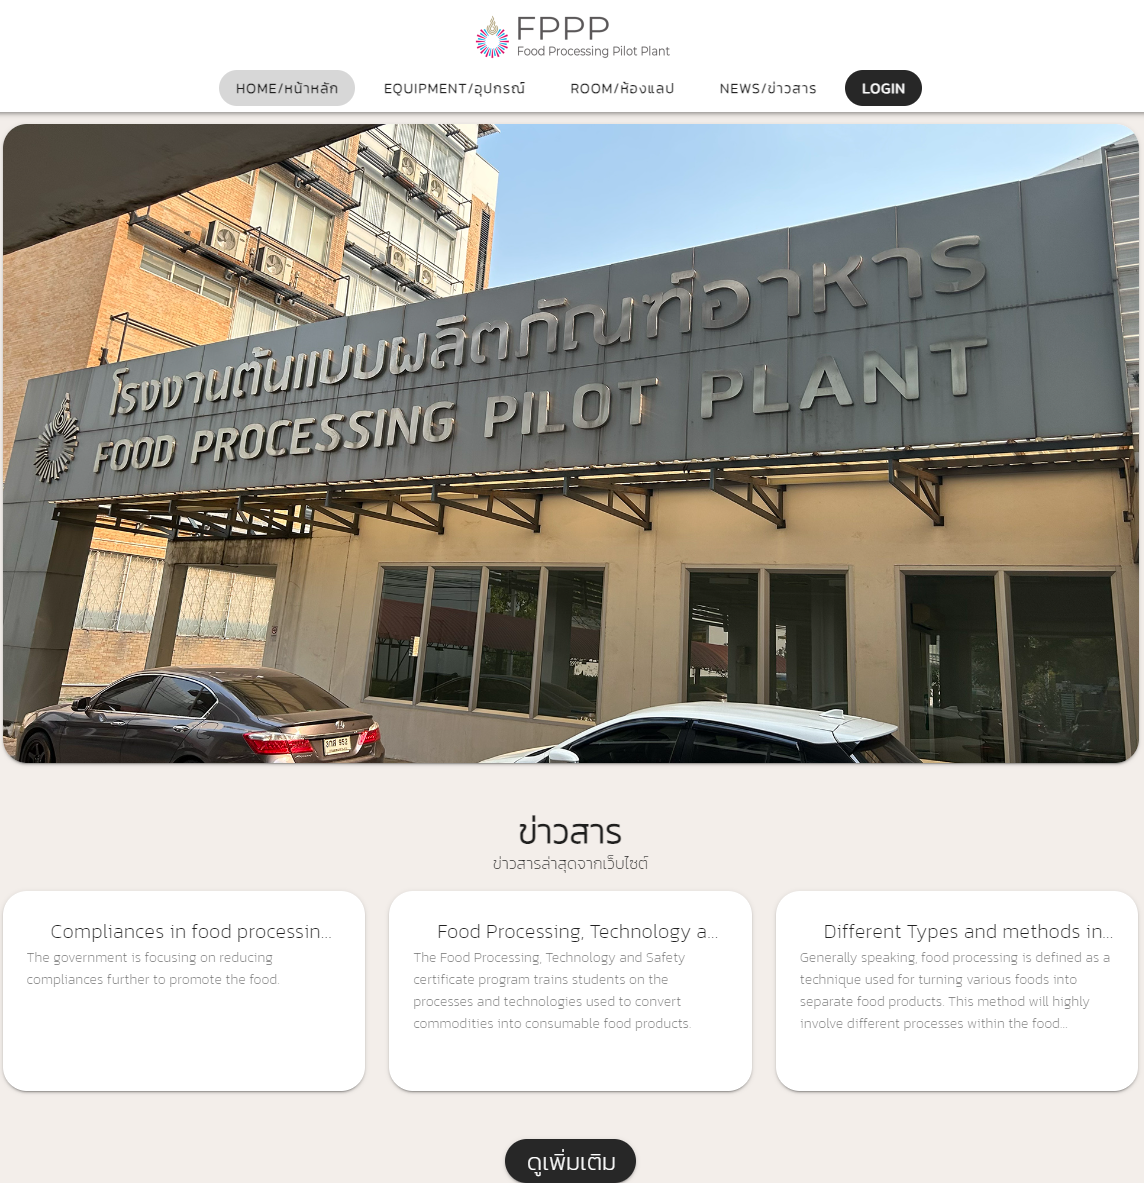 FPPP
Food Processing Pilot Plant
HOME/หน้าหลัก
EQUIPMENT/อุปกรณ์
ROOM/ห้องแลป
NEWS/ข่าวสาร
LOGIN
โรงงานต้นแบบผลิตภัณฑ์อาหาร
FOOD PROCESSING PILOT PLANT
ข่าวสาร
ข่าวสารล่าสุดจากเว็บไซต์
Compliances in food processin...
The government is focusing on reducing
compliances further to promote the food.
Food Processing, Technology a...
The Food Processing, Technology and Safety
certificate program trains students on the
processes and technologies used to convert
commodities into consumable food products.
Different Types and methods in...
Generally speaking, food processing is defined as a
technique used for turning various foods into
separate food products. This method will highly
involve different processes within the food...
ดูเพิ่มเติม